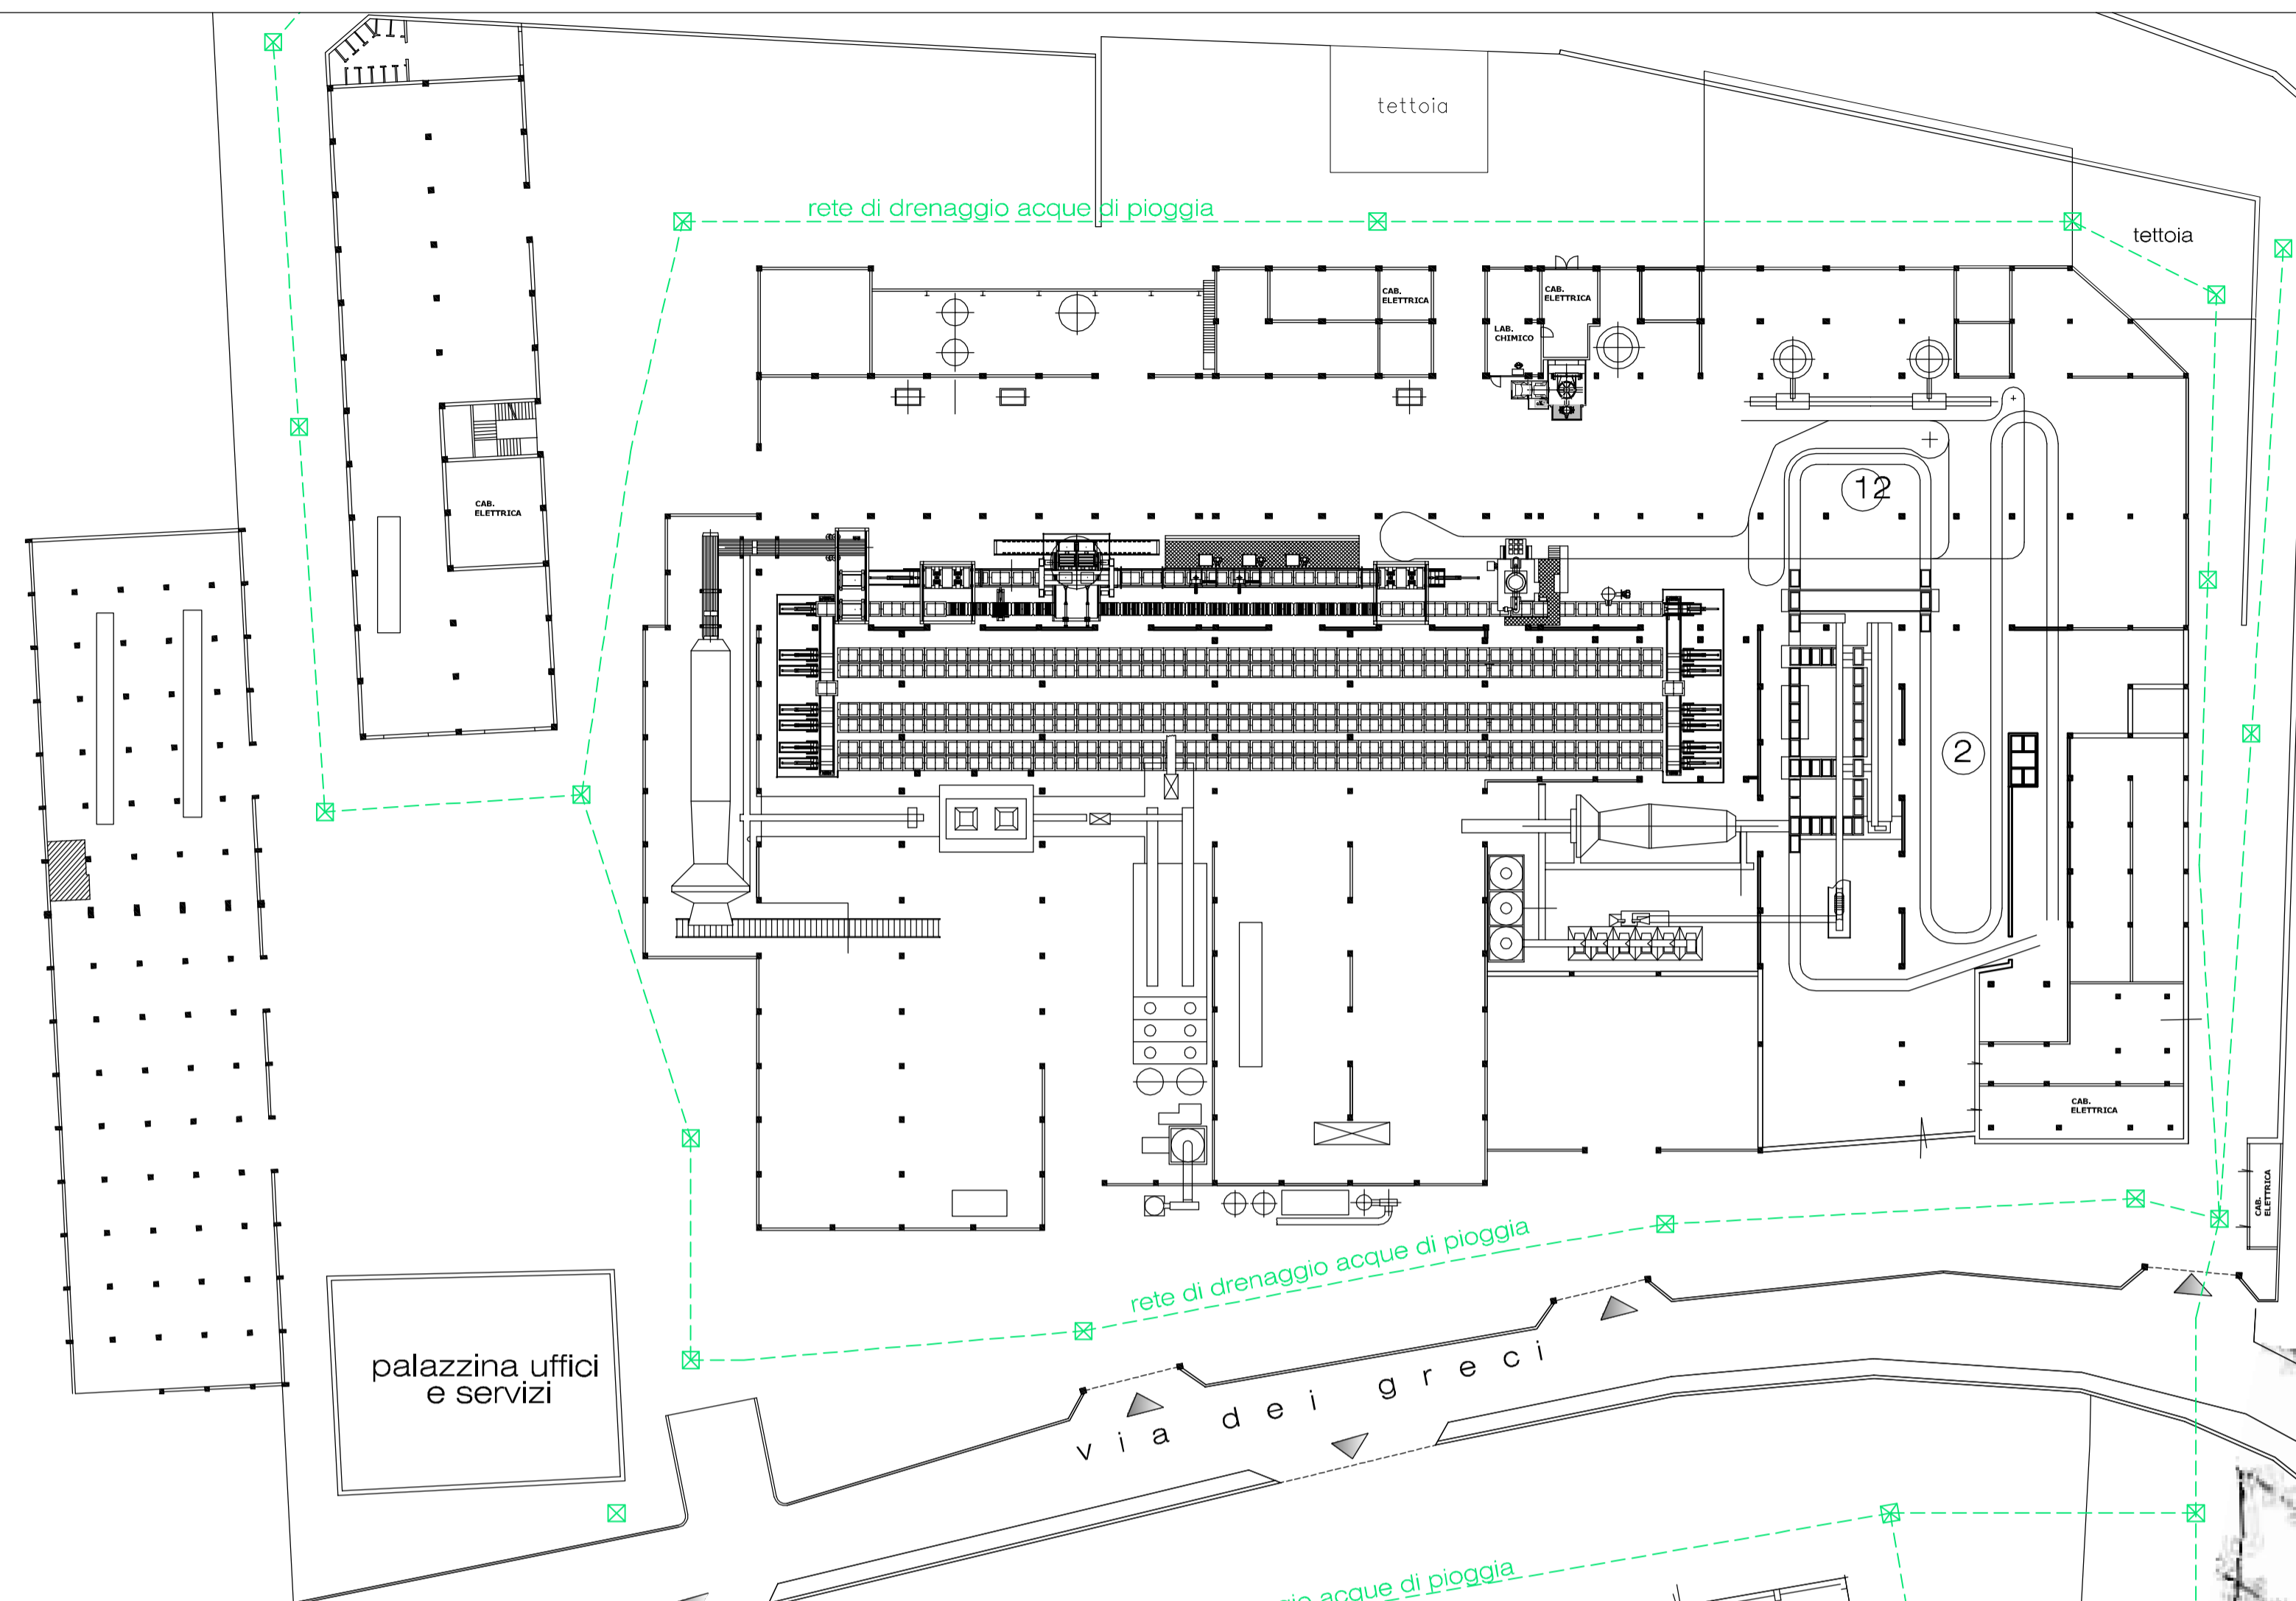 tettoia
rete di drenaggio acque di pioggia
tettoia
CAB.
ELETTRICA
CAB.
ELETTRICA
LAB.
CHIMICO
12
CAB.
ELETTRICA
2
CAB.
ELETTRICA
CAB.
ELETTRICA
rete di drenaggio acque di pioggia
palazzina uffici
e servizi
via dei greci
acque di pioggia